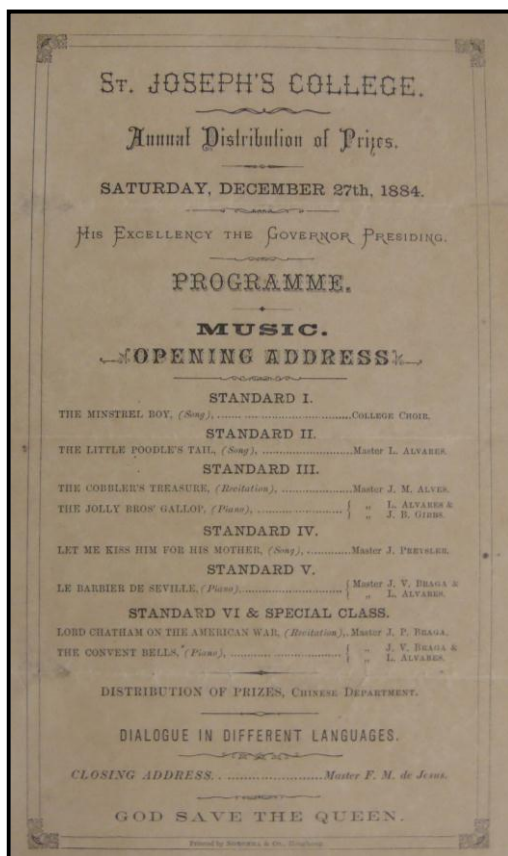 ST. JOSEPH'S COLLEGE.
Annual Distribution of Prizes.
SATURDAY, DECEMBER 27th, 1884.
HIS EXCELLENCY THE GOVERNOR PRESIDING.
PROGRAMME.
MUSIC.
OPENING ADDRESS
STANDARD I.
THE MINSTREL BOY, (Song), ........ .... ........................COLLEGE CHOIR.
STANDARD II.
THE LITTLE POODLE'S TAIL, (Song), ..........................Master L. ALVARES.
STANDARD III.
THE COBBLER'S TREASURE, (Recitation), ....................Master J. M. ALVES.
THE JOLLY BROS' GALLOP, (Piano), ........ ................ { „ L. ALVARES &
„ J. B. GIBBS.
STANDARD IV.
LET ME KISS HIM FOR HIS MOTHER, (Song), ............Master J. PREYSLER.
STANDARD V.
LE BARBIER DE SEVILLE, (Piano),............................ { Master J. V. BRAGA &
„ L. ALVARES.
STANDARD VI & SPECIAL CLASS.
LORD CHATHAM ON THE AMERICAN WAR, (Recitation),..Master J. P. BRAGA.
THE CONVENT BELLS, (Piano), ................................ { „ J. V. BRAGA &
„ L. ALVARES.
DISTRIBUTION OF PRIZES, CHINESE DEPARTMENT.
DIALOGUE IN DIFFERENT LANGUAGES.
CLOSING ADDRESS. . ..........................Master F. M. de Jesus.
GOD SAVE THE QUEEN.
Printed by